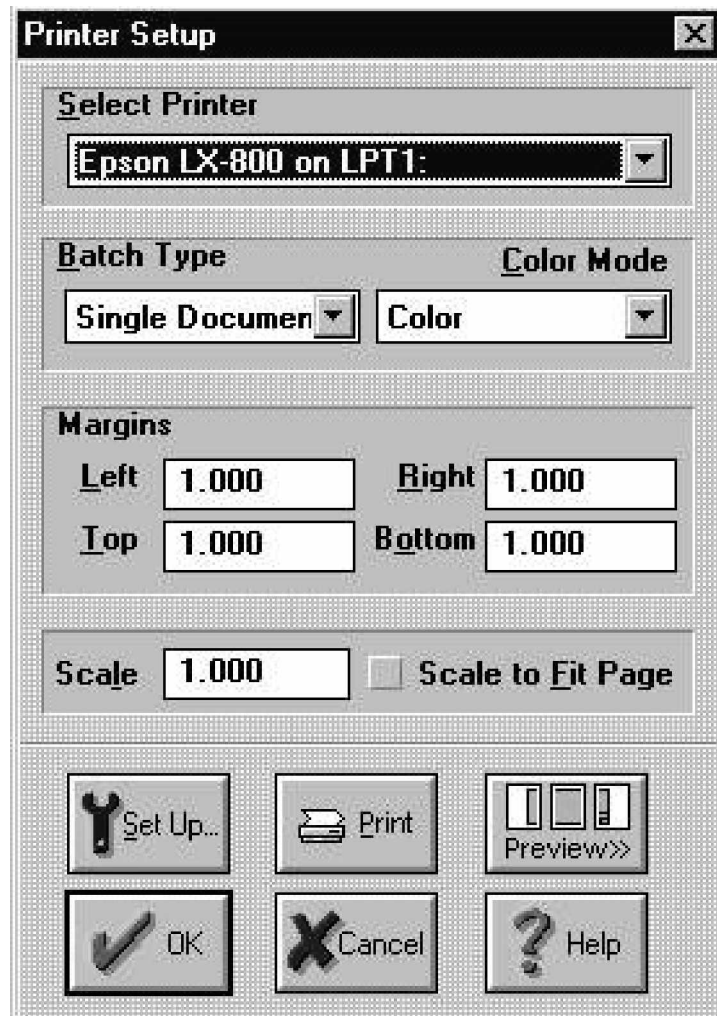 Printer Setup
Select Printer
Epson LX-800 on LPT1:
Batch Type Color Mode
Single Documen Color
Margins
Left 1.000 Right 1.000
Top 1.000 Bottom 1.000
Scale 1.000 Scale to Fit Page
Set Up... Print Preview>>
OK Cancel Help